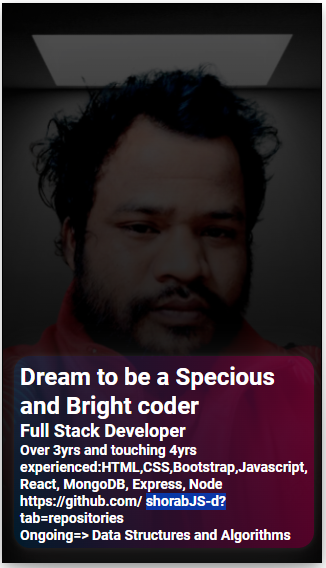 Dream to be a Specious
and Bright coder
Full Stack Developer
Over 3yrs and touching 4yrs
experienced:HTML,CSS,Bootstrap,Javascript,
React, MongoDB, Express, Node
https://github.com/ shorabJS-d?
tab=repositories
Ongoing=> Data Structures and Algorithms